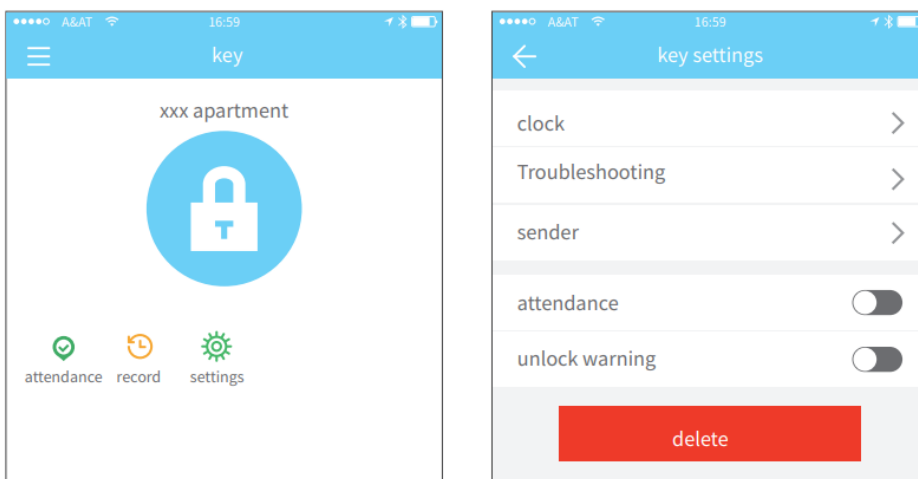 A&AT 16:59
key
xxx apartment
T
attendance record settings
A&AT 16:59
key settings
clock
Troubleshooting
sender
attendance
unlock warning
delete